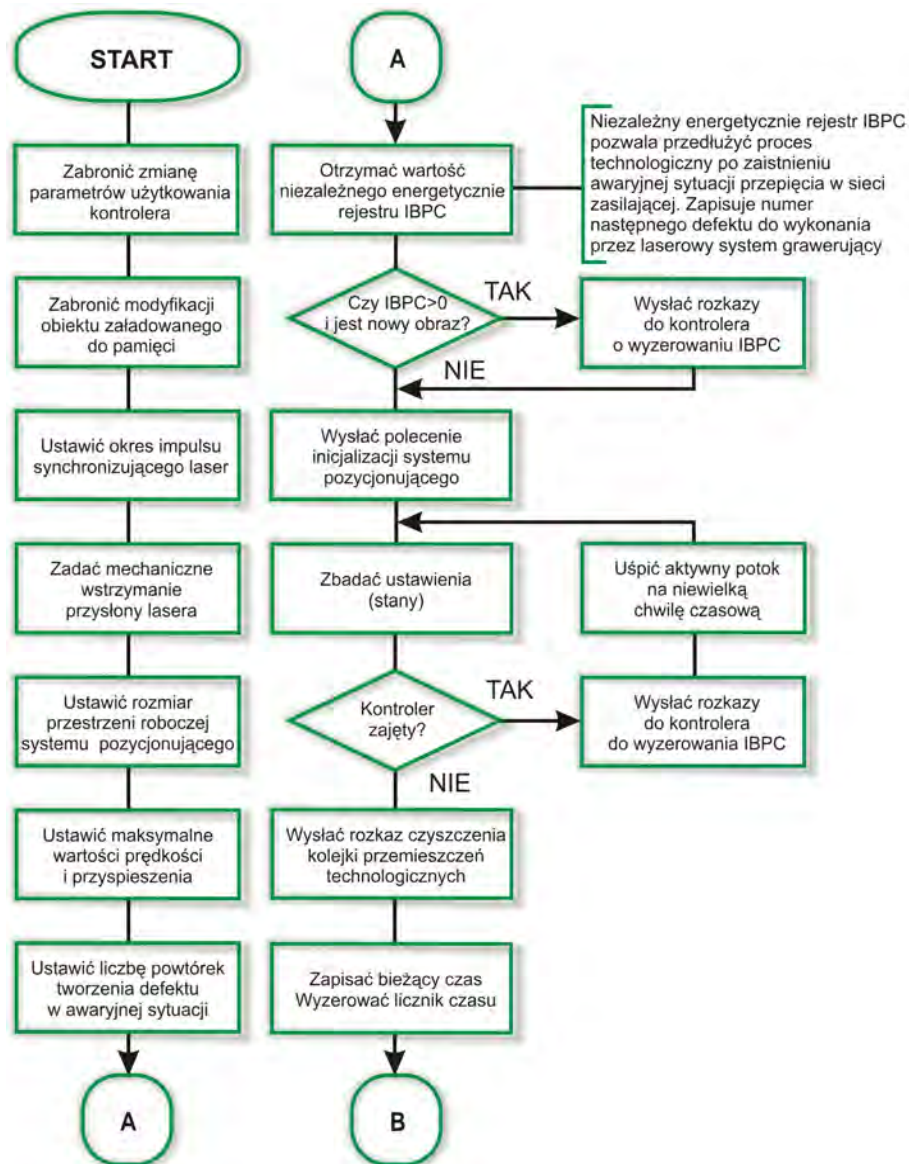 START
Zabronić zmianę
parametrów użytkowania
kontrolera
Zabronić modyfikacji
obiektu załadowanego
do pamięci
Ustawić okres impulsu
synchronizującego laser
Zadać mechaniczne
wstrzymanie
przysłony lasera
Ustawić rozmiar
przestrzeni roboczej
systemu pozycjonującego
Ustawić maksymalne
wartości prędkości
i przyspieszenia
Ustawić liczbę powtórek
tworzenia defektu
w awaryjnej sytuacji
A
A
Otrzymać wartość
niezależnego energetycznie
rejestru IBPC
Niezależny energetycznie rejestr IBPC
pozwala przedłużyć proces
technologiczny po zaistnieniu
awaryjnej sytuacji przepięcia w sieci
zasilającej. Zapisuje numer
następnego defektu do wykonania
przez laserowy system grawerujący
Czy IBPC>0
i jest nowy obraz?
TAK
Wysłać rozkazy
do kontrolera
o wyzerowaniu IBPC
NIE
Wysłać polecenie
inicjalizacji systemu
pozycjonującego
Zbadać ustawienia
(stany)
Uśpić aktywny potok
na niewielką
chwilę czasową
Kontroler
zajęty?
TAK
Wysłać rozkazy
do kontrolera
do wyzerowania IBPC
NIE
Wysłać rozkaz czyszczenia
kolejki przemieszczeń
technologicznych
Zapisać bieżący czas
Wyzerować licznik czasu
B